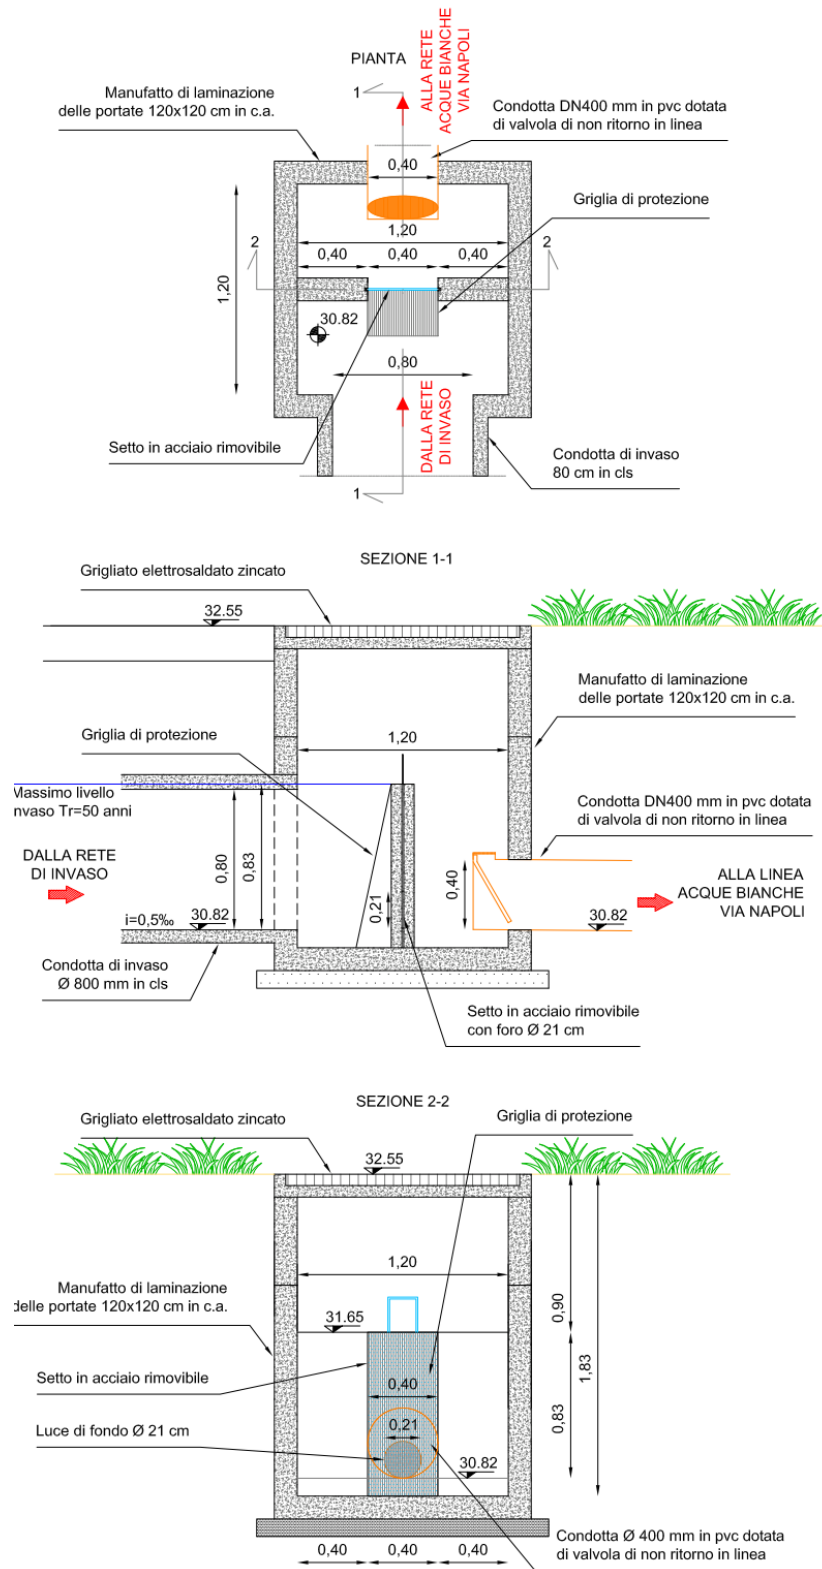 PIANTA
ALLA RETE
ACQUE BIANCHE
VIA NAPOLI
1
Manufatto di laminazione
delle portate 120x120 cm in c.a.
Condotta DN400 mm in pvc dotata
di valvola di non ritorno in linea
0,40
Griglia di protezione
1,20
2
2
0,40
0,40
0,40
1,20
30.82
0,80
DALLA RETE
DI INVASO
Setto in acciaio rimovibile
Condotta di invaso
80 cm in cls
1
SEZIONE 1-1
Grigliato elettrosaldato zincato
32.55
Manufatto di laminazione
delle portate 120x120 cm in c.a.
Griglia di protezione
1,20
Massimo livello
nvaso Tr=50 anni
Condotta DN400 mm in pvc dotata
di valvola di non ritorno in linea
DALLA RETE
DI INVASO
0,80
0,83
0,21
0,40
ALLA LINEA
ACQUE BIANCHE
VIA NAPOLI
i=0,5‰
30.82
30.82
Condotta di invaso
Ø 800 mm in cls
Setto in acciaio rimovibile
con foro Ø 21 cm
SEZIONE 2-2
Grigliato elettrosaldato zincato
Griglia di protezione
32.55
1,20
Manufatto di laminazione
delle portate 120x120 cm in c.a.
31.65
0,90
1,83
Setto in acciaio rimovibile
0,40
Luce di fondo Ø 21 cm
0,21
0,83
30.82
Condotta Ø 400 mm in pvc dotata
di valvola di non ritorno in linea
0,40
0,40
0,40